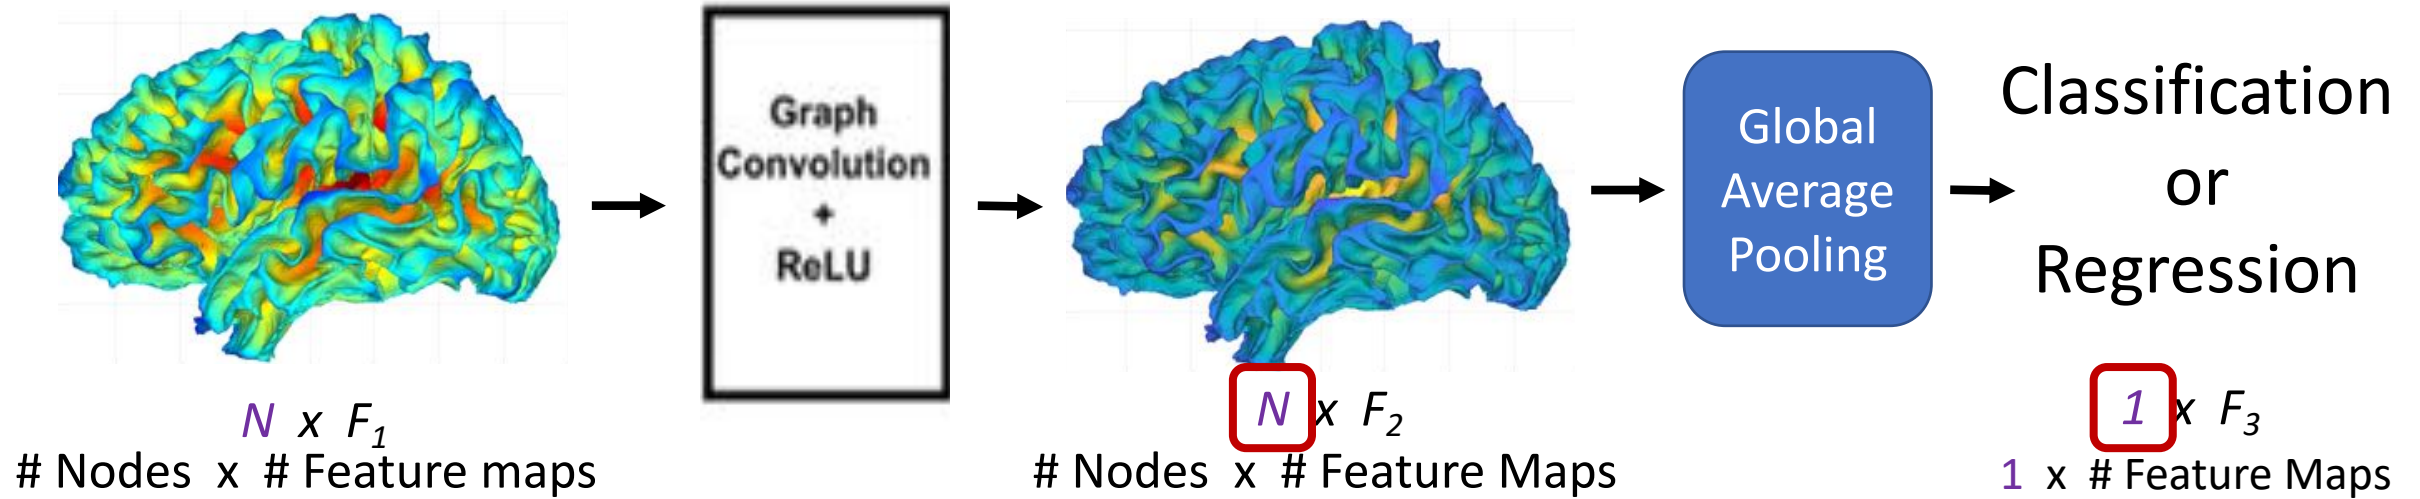 Graph
Convolution
+
ReLU
Global
Average
Pooling
Classification
or
Regression
N x F₁
# Nodes x # Feature maps
N x F₂
# Nodes x # Feature Maps
1 x F₃
1 x # Feature Maps